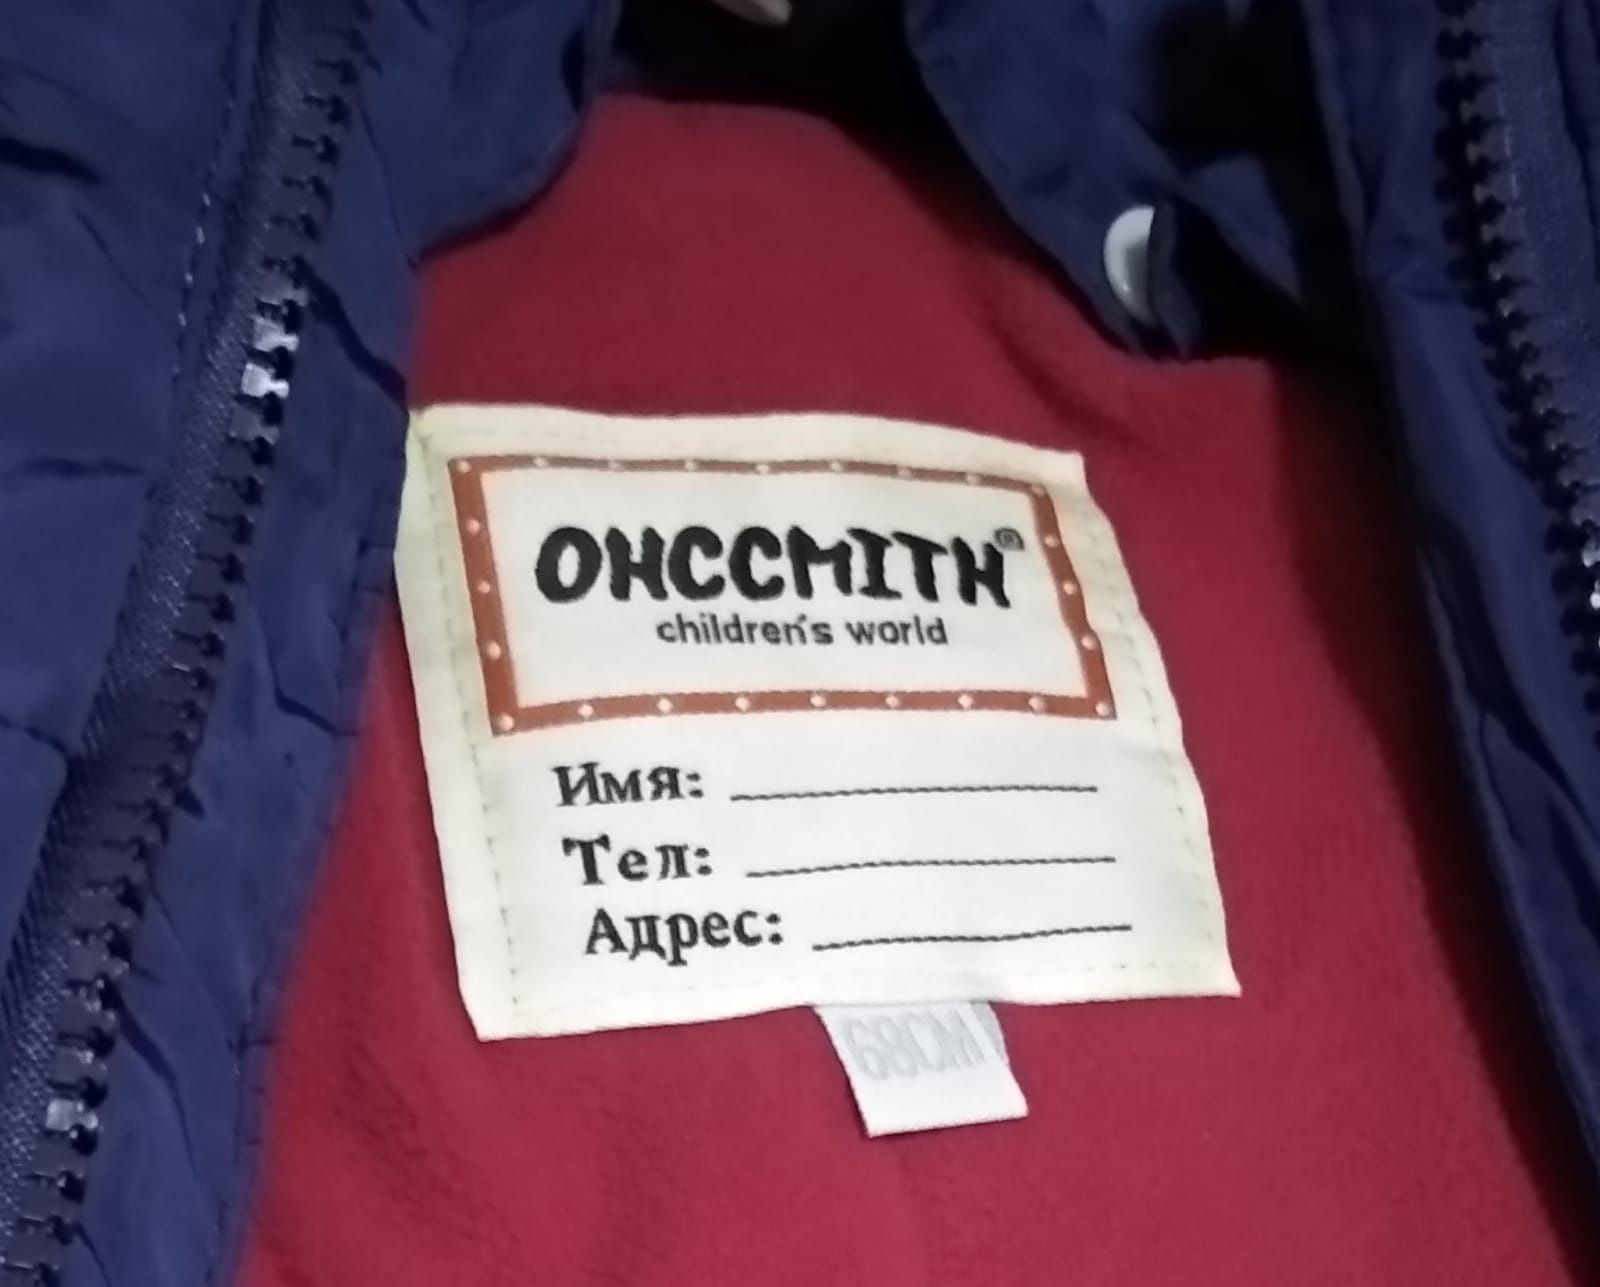 OHCCMITH®
children's world
Имя:
Тел:
Адрес:
68CM